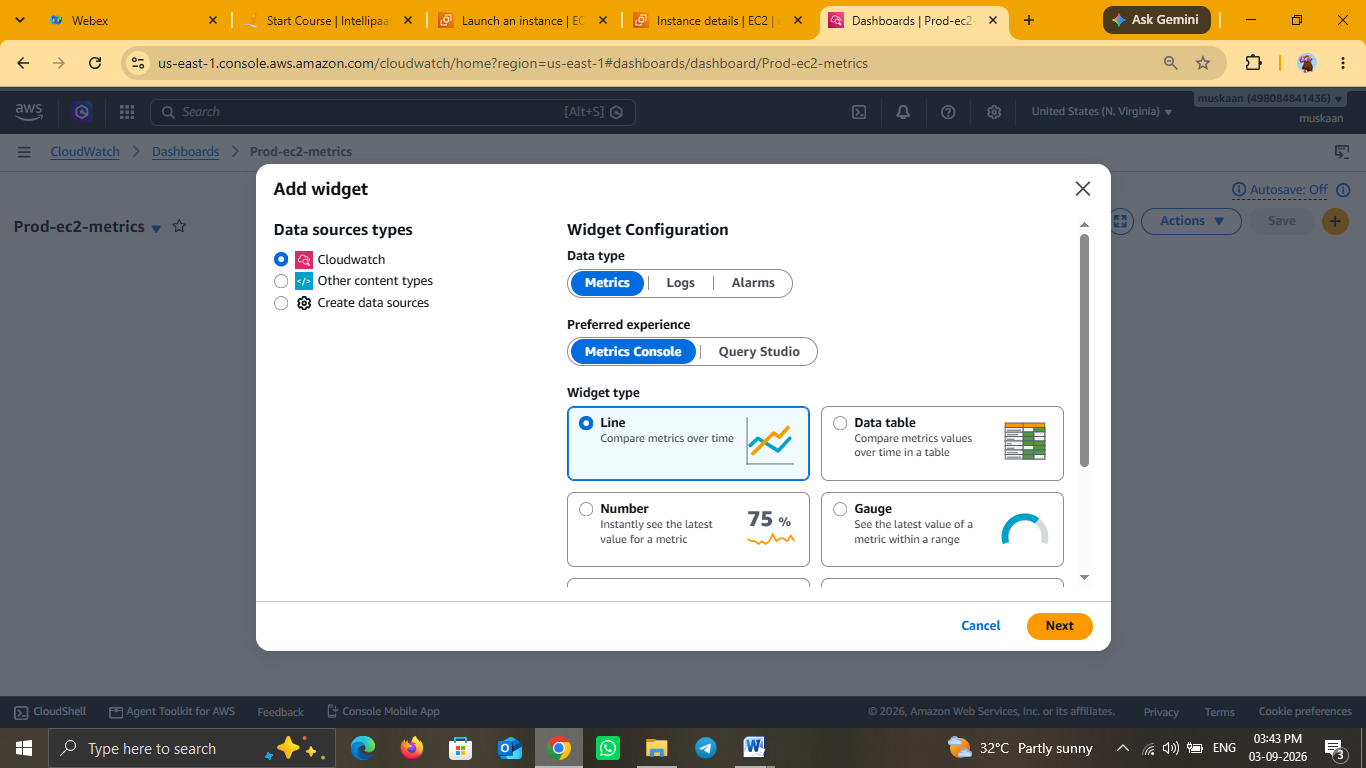 Webex
Start Course | Intellipaa
Launch an instance | EC
Instance details | EC2 | u
Dashboards | Prod-ec2-
Ask Gemini
us-east-1.console.aws.amazon.com/cloudwatch/home?region=us-east-1#dashboards/dashboard/Prod-ec2-metrics
aws
Search
[Alt+S]
United States (N. Virginia)
muskaan (498084841436)
muskaan
CloudWatch
Dashboards
Prod-ec2-metrics
Autosave: Off
Prod-ec2-metrics
Actions
Save
Add widget
Data sources types
Cloudwatch
Other content types
Create data sources
Widget Configuration
Data type
Metrics
Logs
Alarms
Preferred experience
Metrics Console
Query Studio
Widget type
Line
Compare metrics over time
Data table
Compare metrics values
over time in a table
Number
Instantly see the latest
value for a metric
75 %
Gauge
See the latest value of a
metric within a range
Cancel
Next
CloudShell
Agent Toolkit for AWS
Feedback
Console Mobile App
© 2026, Amazon Web Services, Inc. or its affiliates.
Privacy
Terms
Cookie preferences
Type here to search
32°C Partly sunny
ENG
03:43 PM
03-09-2026
3